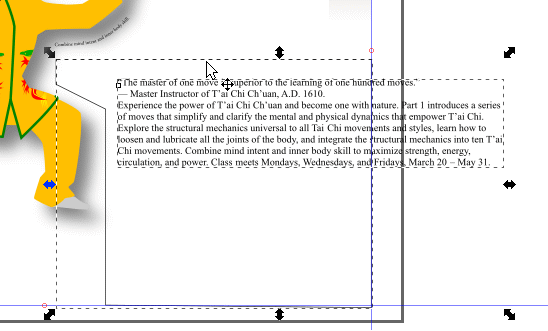 Combine mind intent and inner body skill
"The master of one move is superior to the learning of one hundred moves."
— Master Instructor of T'ai Chi Ch'uan, A.D. 1610.
Experience the power of T'ai Chi Ch'uan and become one with nature. Part 1 introduces a series
of moves that simplify and clarify the mental and physical dynamics that empower T'ai Chi.
Explore the structural mechanics universal to all Tai Chi movements and styles, learn how to
loosen and lubricate all the joints of the body, and integrate the structural mechanics into ten T'ai
Chi movements. Combine mind intent and inner body skill to maximize strength, energy,
circulation, and power. Class meets Mondays, Wednesdays, and Fridays, March 20 – May 31.